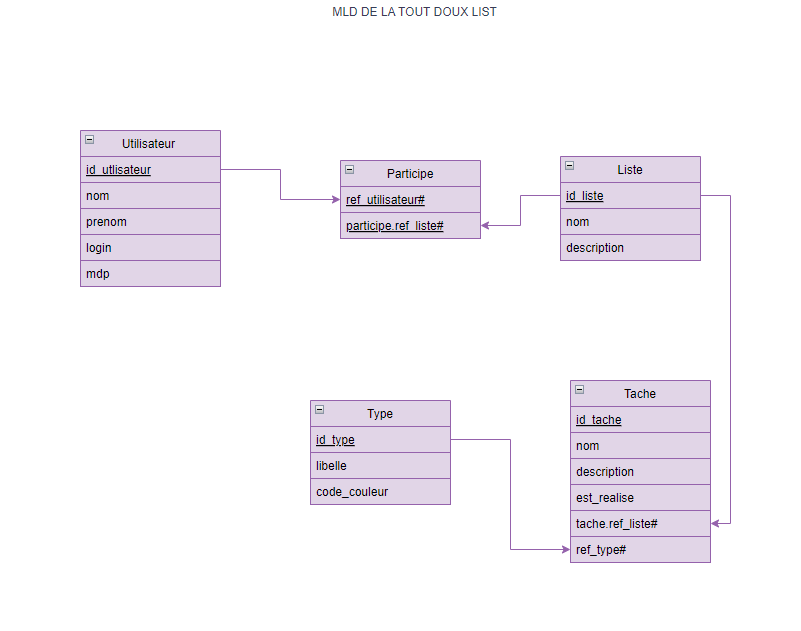 MLD DE LA TOUT DOUX LIST
Utilisateur
id_utlisateur
nom
prenom
login
mdp
Participe
ref_utilisateur#
participe.ref_liste#
Liste
id_liste
nom
description
Type
id_type
libelle
code_couleur
Tache
id_tache
nom
description
est_realise
tache.ref_liste#
ref_type#